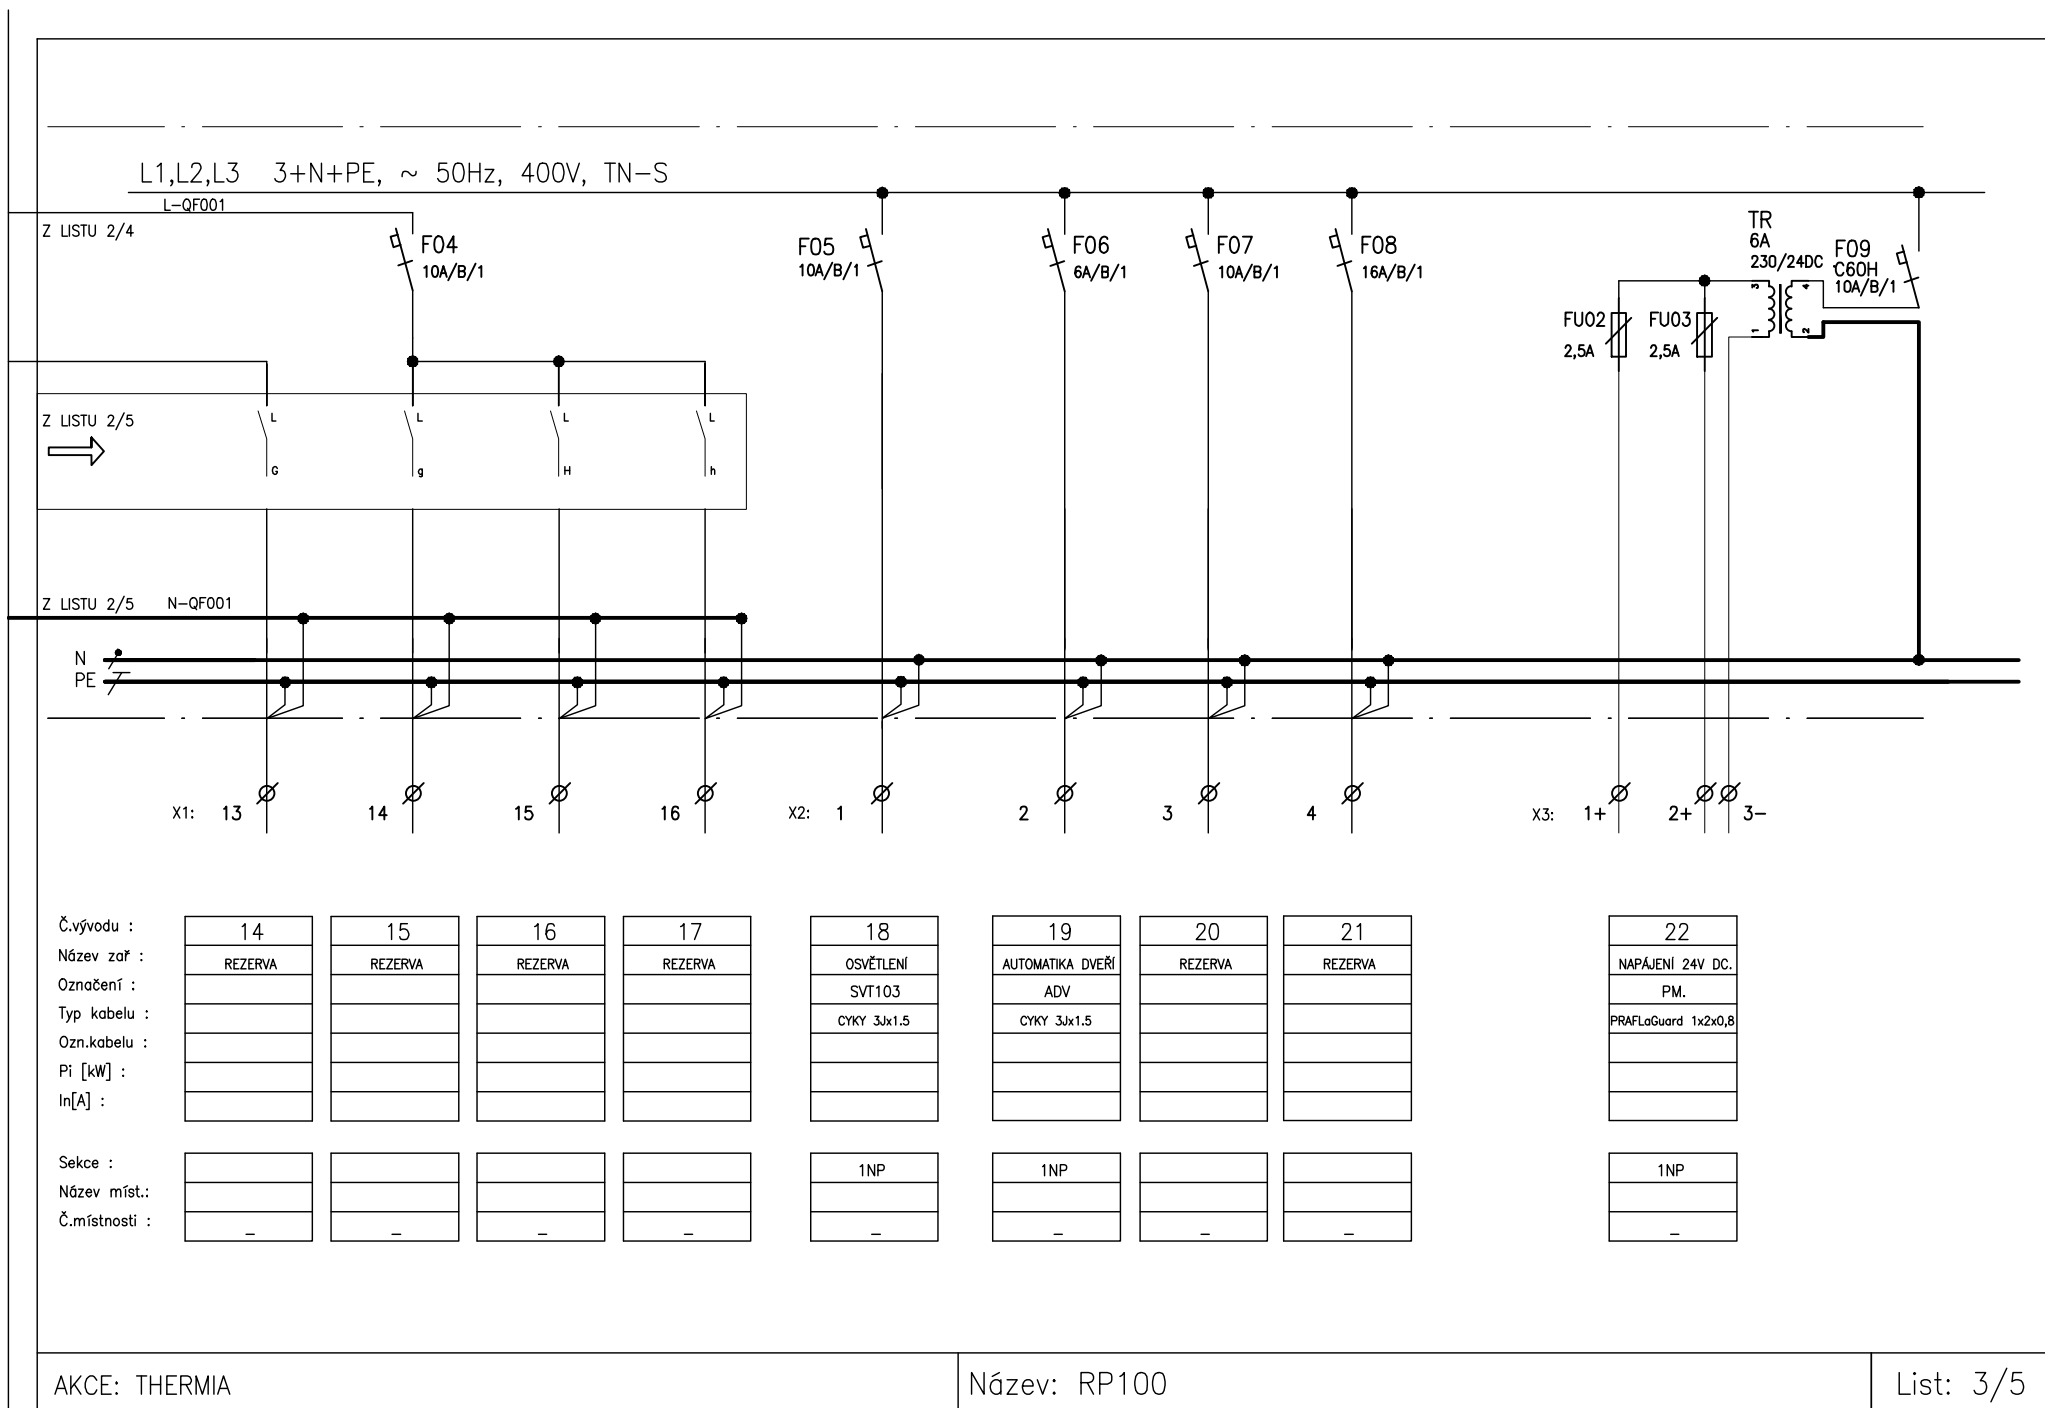 L1,L2,L3 3+N+PE, ~ 50Hz, 400V, TN-S
L-QF001
Z LISTU 2/4
F04
10A/B/1
F05
10A/B/1
F06
6A/B/1
F07
10A/B/1
F08
16A/B/1
TR
6A
230/24DC
F09
C60H
10A/B/1
3
4
1
2
FU02
2,5A
FU03
2,5A
Z LISTU 2/5
L
L
L
L
G
g
H
h
Z LISTU 2/5 N-QF001
N
PE
X1: 13 14 15 16 X2: 1 2 3 4 X3: 1+ 2+ 3-
Č.vývodu : 14 15 16 17 18 19 20 21 22
Název zař : REZERVA REZERVA REZERVA REZERVA OSVĚTLENÍ AUTOMATIKA DVEŘÍ REZERVA REZERVA NAPÁJENÍ 24V DC.
Označení : SVT103 ADV PM.
Typ kabelu : CYKY 3Jx1.5 CYKY 3Jx1.5 PRAFLaGuard 1x2x0,8
Ozn.kabelu :
Pi [kW] :
In[A] :
Sekce : 1NP 1NP 1NP
Název míst.:
Č.místnosti : – – – – – – – – –
AKCE: THERMIA
Název: RP100
List: 3/5